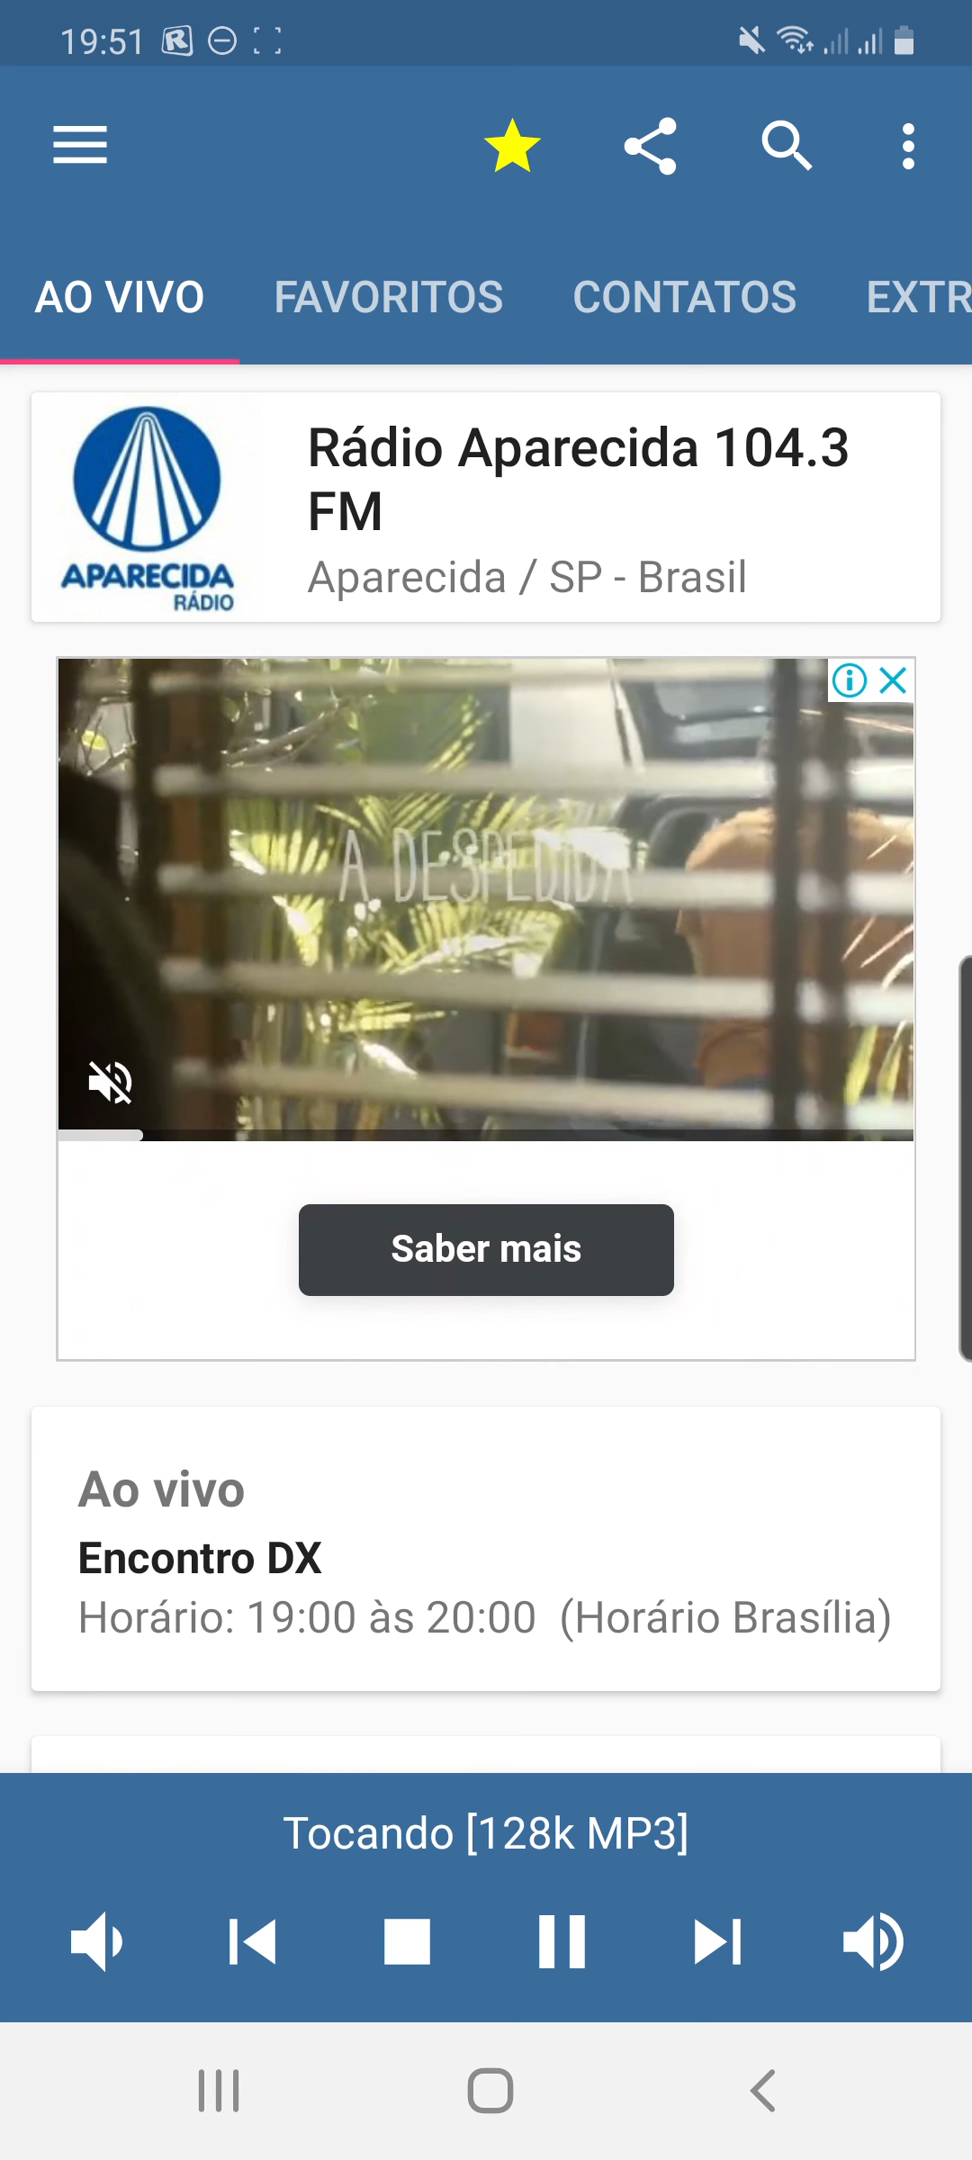 19:51
AO VIVO FAVORITOS CONTATOS EXTR
APARECIDA
RÁDIO
Rádio Aparecida 104.3
FM
Aparecida / SP - Brasil
A DESPEDIDA
Saber mais
Ao vivo
Encontro DX
Horário: 19:00 às 20:00 (Horário Brasília)
Tocando [128k MP3]